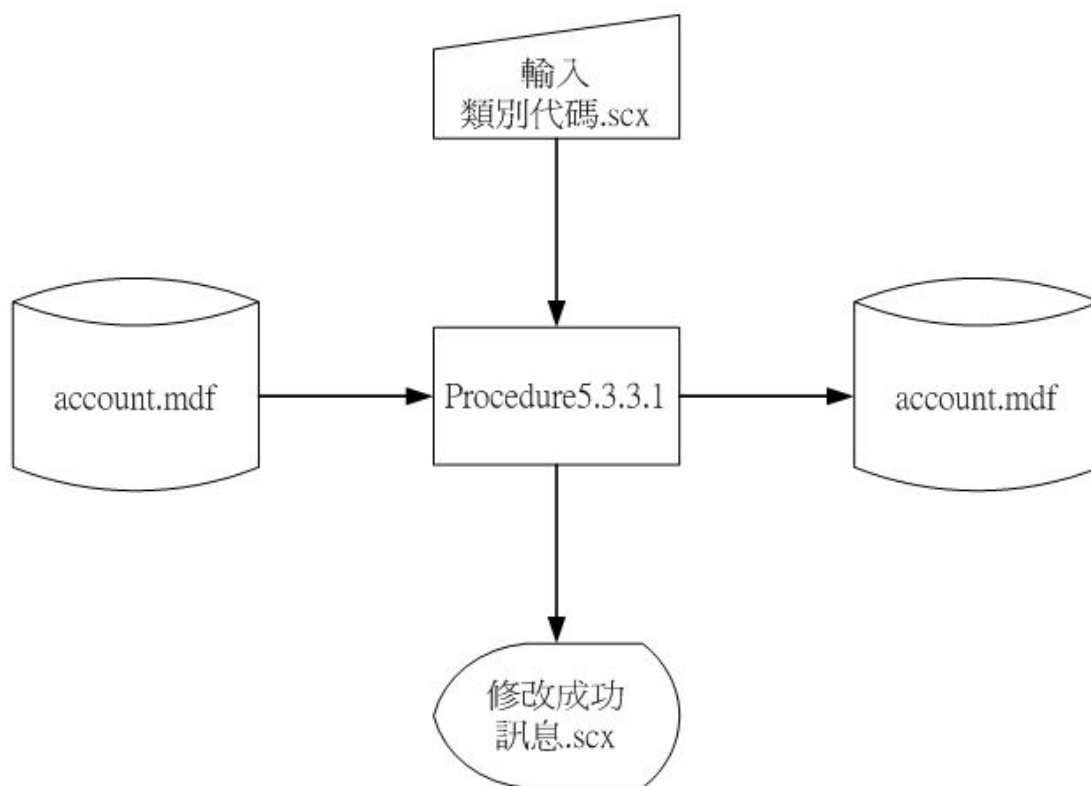 輸入
類別代碼.scx
account.mdf
Procedure5.3.3.1
account.mdf
修改成功
訊息.scx